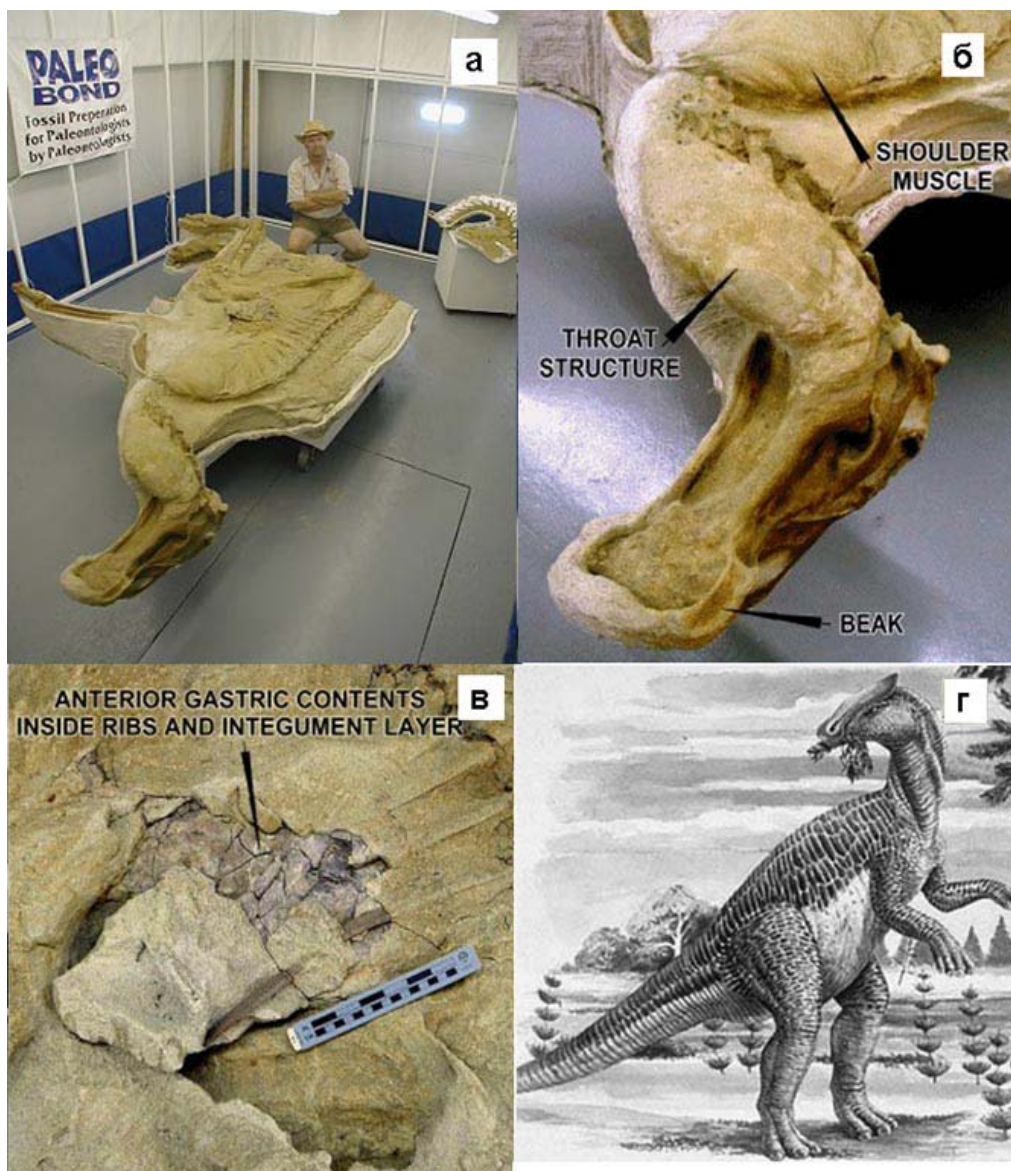 PALEO
BOND
Fossil Preparation
for Paleontologists
by Paleontologists
а
б
SHOULDER
MUSCLE
THROAT
STRUCTURE
BEAK
ANTERIOR GASTRIC CONTENTS
INSIDE RIBS AND INTEGUMENT LAYER
в
г